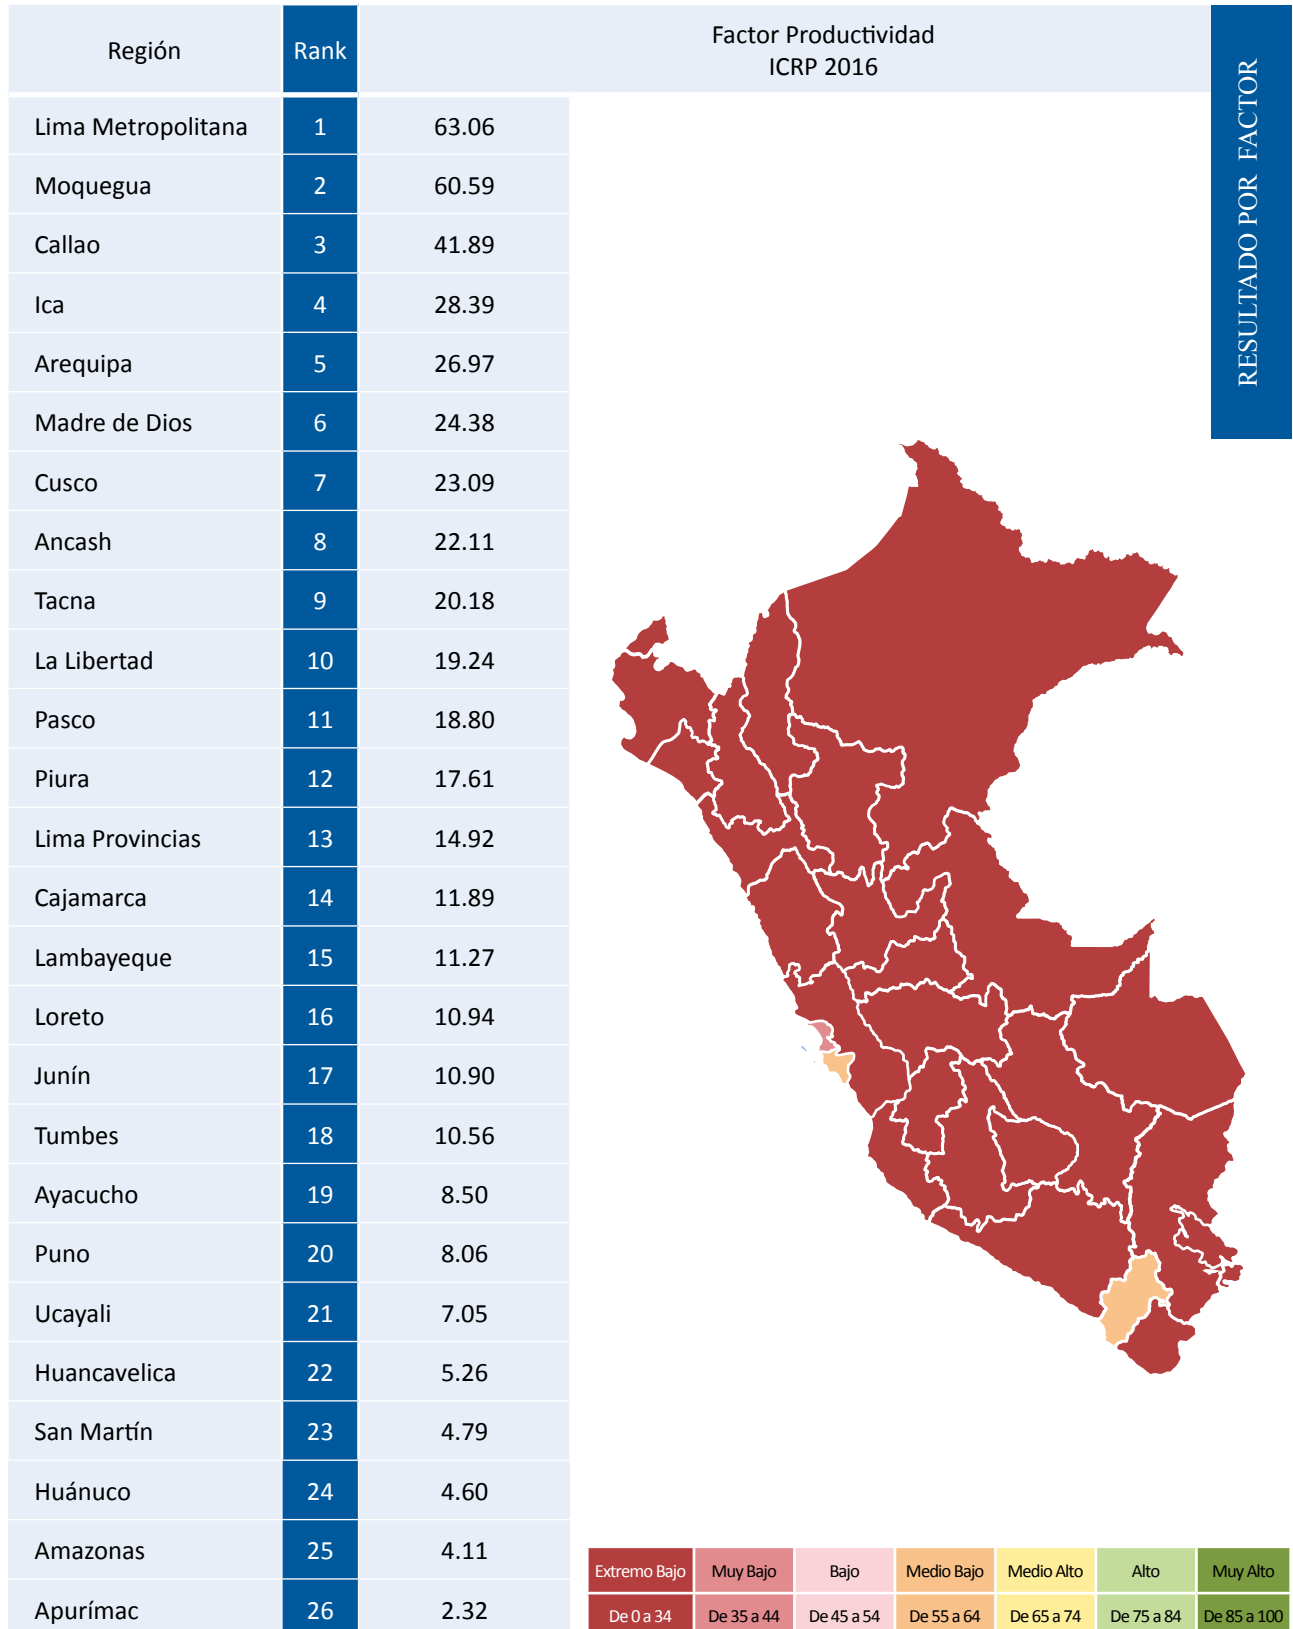 Región Rank Factor Productividad
ICRP 2016
RESULTADO POR FACTOR
Lima Metropolitana 1 63.06
Moquegua 2 60.59
Callao 3 41.89
Ica 4 28.39
Arequipa 5 26.97
Madre de Dios 6 24.38
Cusco 7 23.09
Ancash 8 22.11
Tacna 9 20.18
La Libertad 10 19.24
Pasco 11 18.80
Piura 12 17.61
Lima Provincias 13 14.92
Cajamarca 14 11.89
Lambayeque 15 11.27
Loreto 16 10.94
Junín 17 10.90
Tumbes 18 10.56
Ayacucho 19 8.50
Puno 20 8.06
Ucayali 21 7.05
Huancavelica 22 5.26
San Martín 23 4.79
Huánuco 24 4.60
Amazonas 25 4.11
Apurímac 26 2.32
Extremo Bajo Muy Bajo Bajo Medio Bajo Medio Alto Alto Muy Alto
De 0 a 34 De 35 a 44 De 45 a 54 De 55 a 64 De 65 a 74 De 75 a 84 De 85 a 100